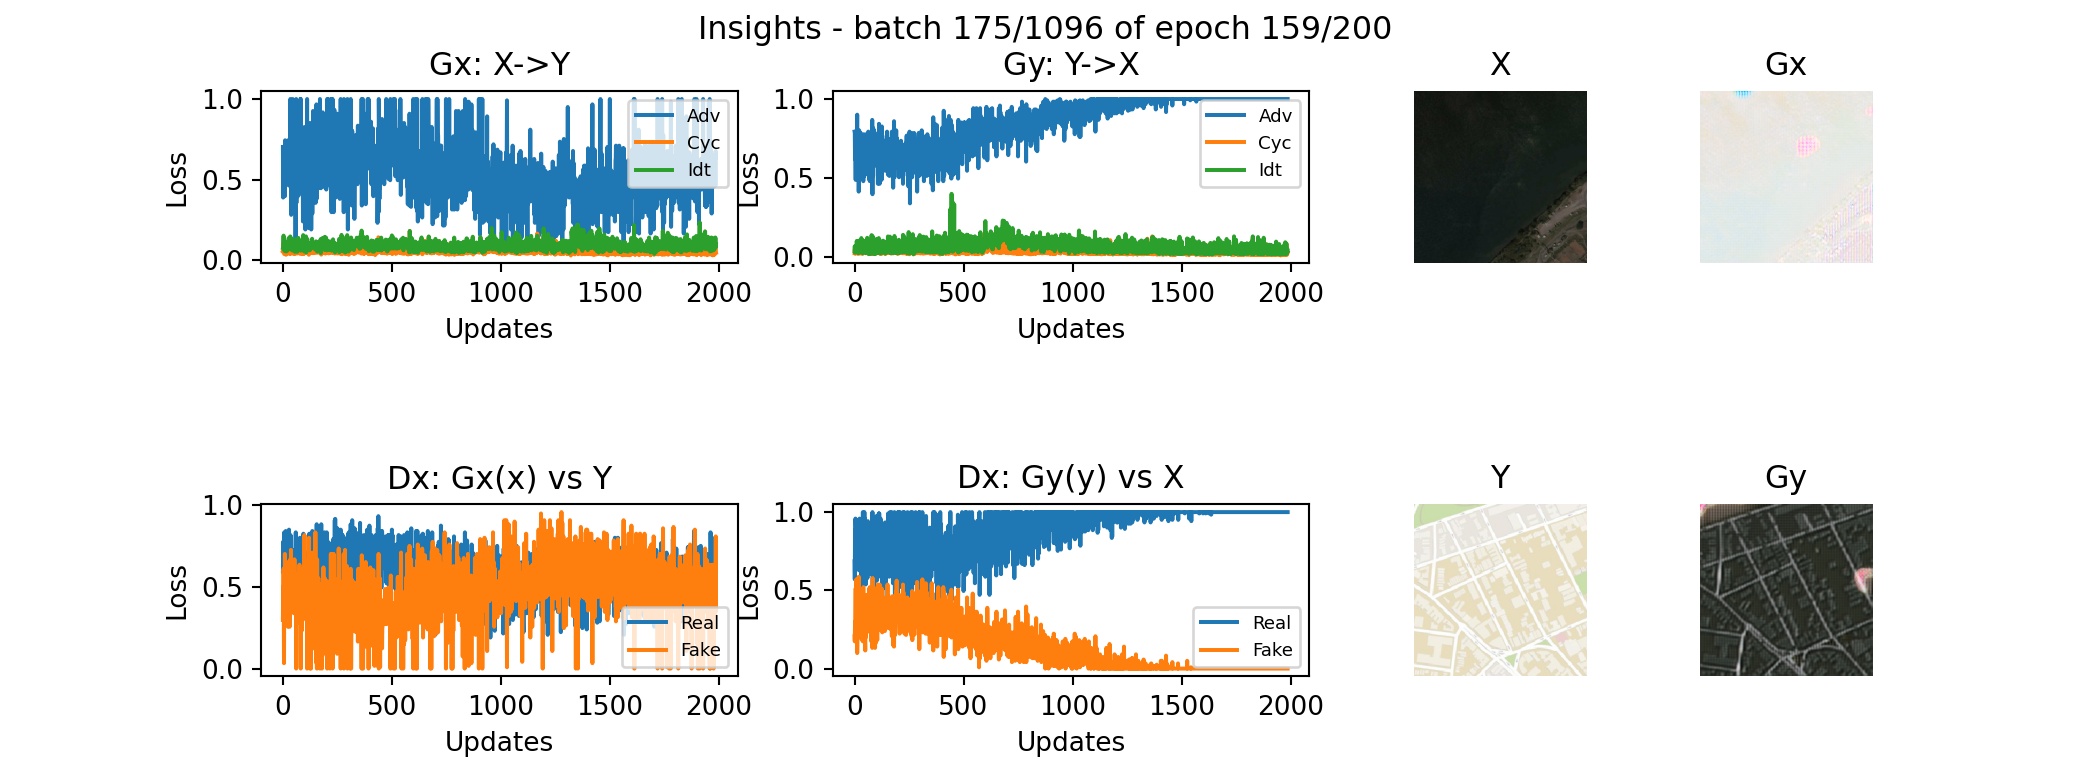 Insights - batch 175/1096 of epoch 159/200
Gx: X->Y
1.0
0.5
0.0
Loss
0 500 1000 1500 2000
Updates
Adv
Cyc
Idt
Gy: Y->X
1.0
0.5
0.0
Loss
0 500 1000 1500 2000
Updates
Adv
Cyc
Idt
X
Gx
Dx: Gx(x) vs Y
1.0
0.5
0.0
Loss
0 500 1000 1500 2000
Updates
Real
Fake
Dx: Gy(y) vs X
1.0
0.5
0.0
Loss
0 500 1000 1500 2000
Updates
Real
Fake
Y
Gy